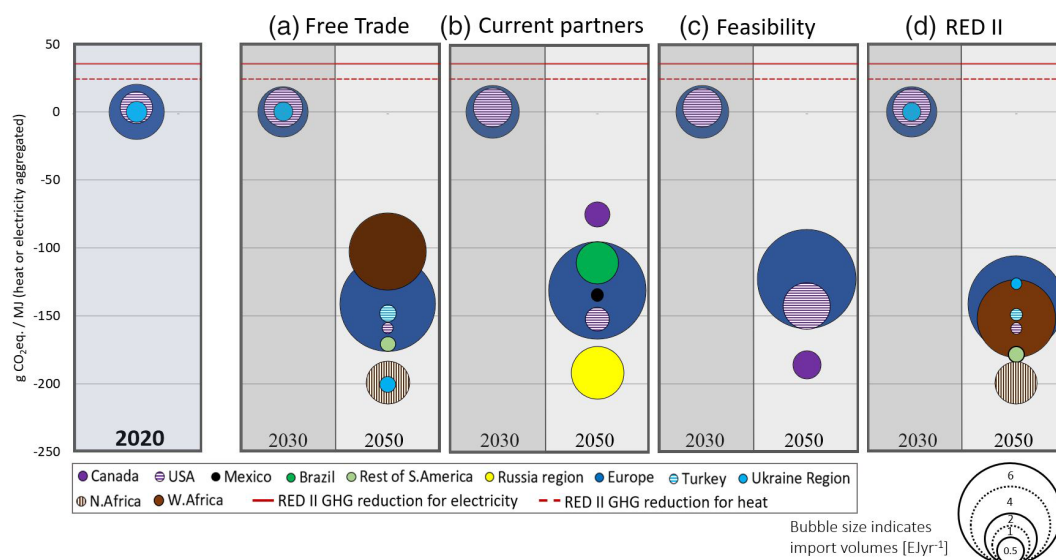 (a) Free Trade (b) Current partners (c) Feasibility (d) RED II
g CO₂eq. / MJ (heat or electricity aggregated)
50
0
-50
-100
-150
-200
-250
2020 2030 2050 2030 2050 2030 2050 2030 2050
Canada USA Mexico Brazil Rest of S.America Russia region Europe Turkey Ukraine Region
N.Africa W.Africa RED II GHG reduction for electricity RED II GHG reduction for heat
Bubble size indicates
import volumes [EJyr⁻¹]
6
4
2
1
0.5